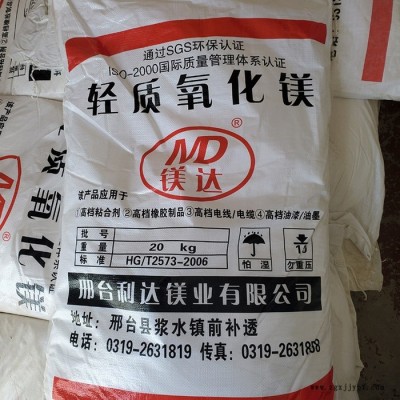 通过SGS环保认证
ISO-2000国际质量管理体系认证
轻质氧化镁
MD
镁达
该产品应用于
①高档粘合剂 ②高档橡胶制品 ③高档电线/电缆 ④高档油漆/油墨
批号
重量 20 kg
标准 HG/T2573-2006
怕湿 勿重压
邢台利达镁业有限公司
地址: 邢台县浆水镇前补透
电话: 0319-2631819 传真: 0319-2631858